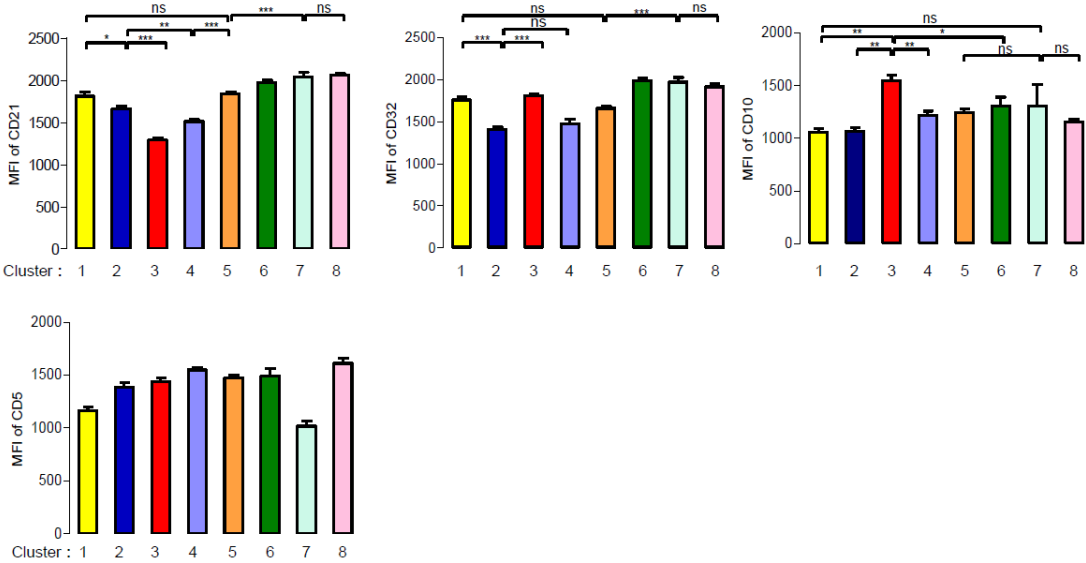 ns
***
ns
**
***
*
***
2500
2000
1500
1000
500
0
MFI of CD21
Cluster : 1 2 3 4 5 6 7 8
ns
***
ns
ns
***
***
2500
2000
1500
1000
500
0
MFI of CD32
1 2 3 4 5 6 7 8
ns
**
*
**
**
ns
ns
2000
1500
1000
500
0
MFI of CD10
1 2 3 4 5 6 7 8
2000
1500
1000
500
0
MFI of CD5
Cluster : 1 2 3 4 5 6 7 8